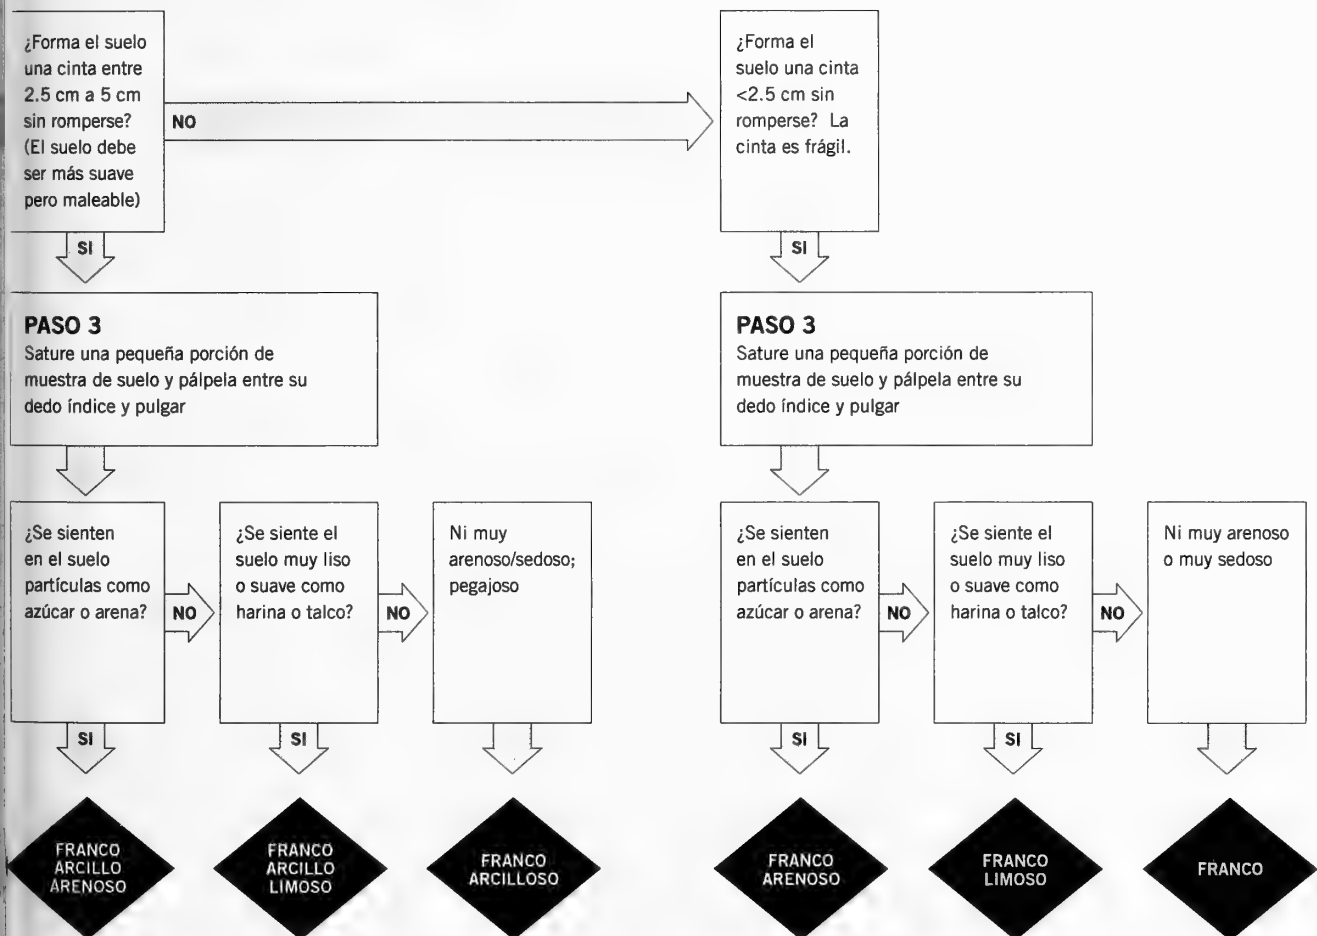 ¿Forma el suelo
una cinta entre
2.5 cm a 5 cm
sin romperse?
(El suelo debe
ser más suave
pero maleable)
NO
¿Forma el
suelo una cinta
<2.5 cm sin
romperse? La
cinta es frágil.
SI
SI
PASO 3
Sature una pequeña porción de
muestra de suelo y pálpela entre su
dedo índice y pulgar
PASO 3
Sature una pequeña porción de
muestra de suelo y pálpela entre su
dedo índice y pulgar
¿Se sienten
en el suelo
partículas como
azúcar o arena?
NO
¿Se siente el
suelo muy liso
o suave como
harina o talco?
NO
Ni muy
arenoso/sedoso;
pegajoso
¿Se sienten
en el suelo
partículas como
azúcar o arena?
NO
¿Se siente el
suelo muy liso
o suave como
harina o talco?
NO
Ni muy arenoso
o muy sedoso
SI
SI
SI
SI
FRANCO
ARCILLO
ARENOSO
FRANCO
ARCILLO
LIMOSO
FRANCO
ARCILLOSO
FRANCO
ARENOSO
FRANCO
LIMOSO
FRANCO